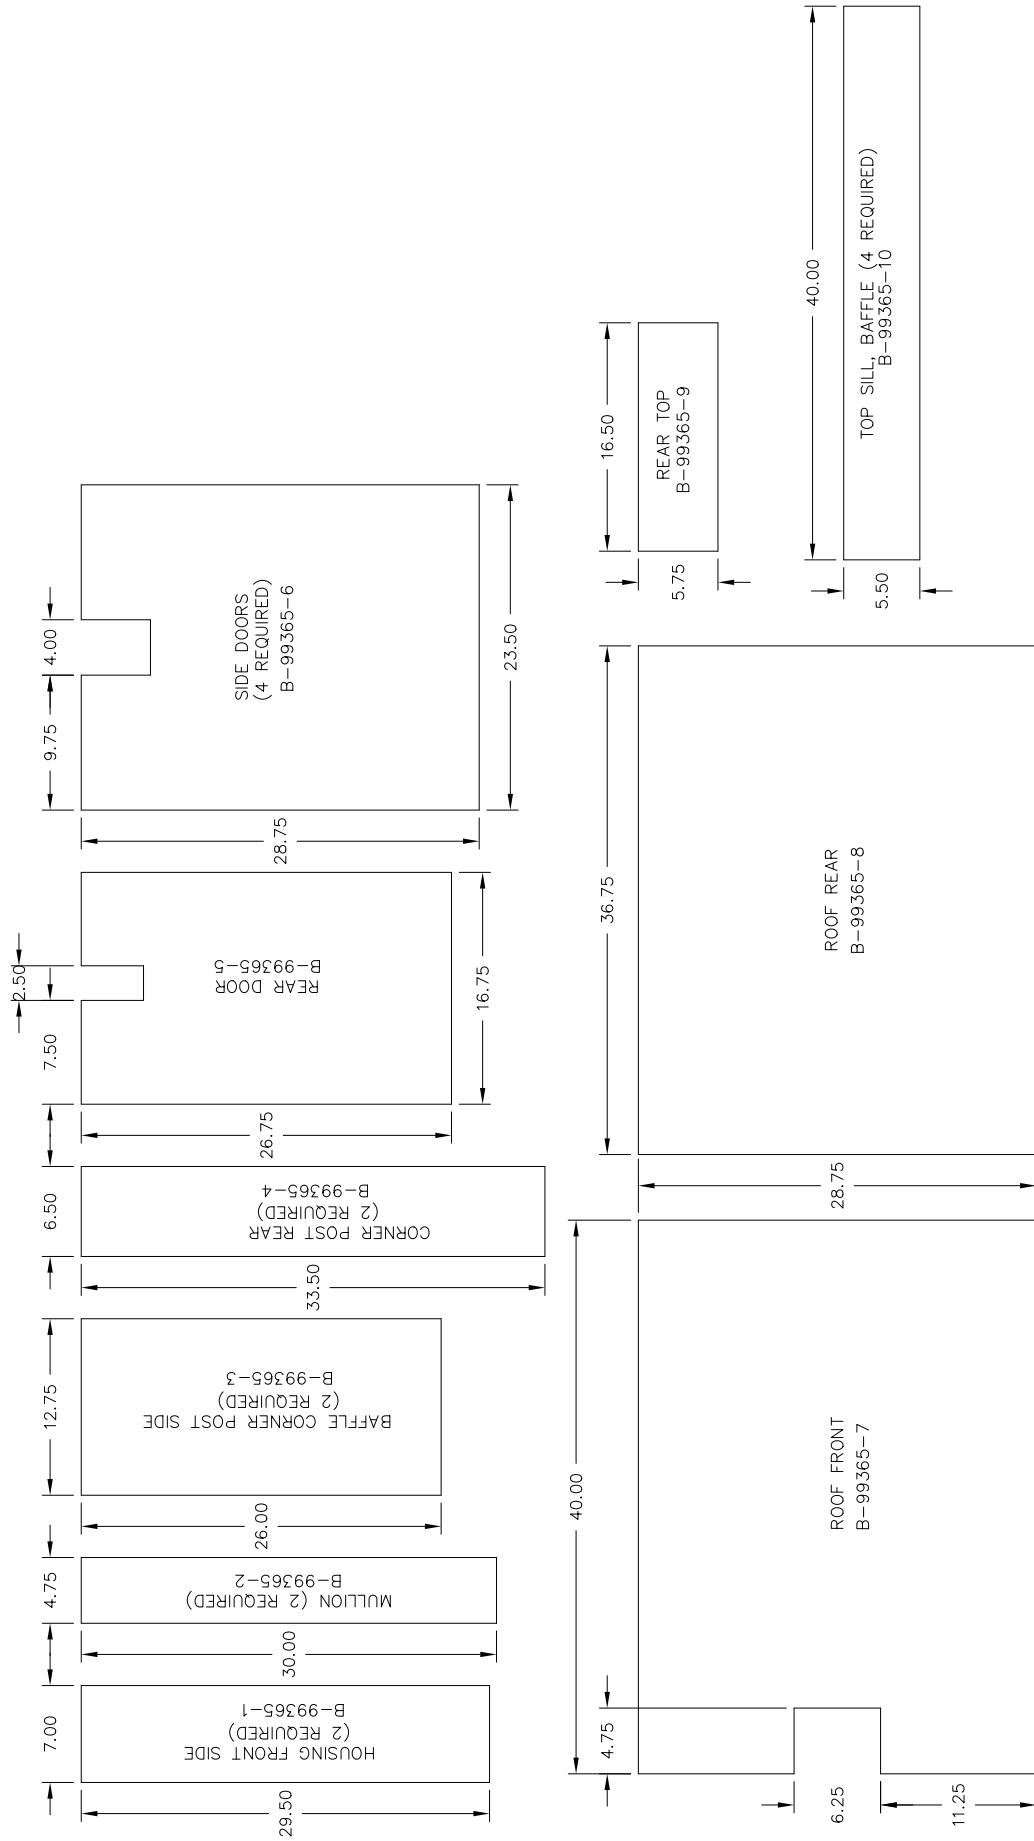 2.50
7.00
4.75
12.75
6.50
7.50
9.75
4.00
HOUSING FRONT SIDE
(2 REQUIRED)
B-99365-1
29.50
MULLION (2 REQUIRED)
B-99365-2
30.00
BAFFLE CORNER POST SIDE
(2 REQUIRED)
B-99365-3
26.00
CORNER POST REAR
(2 REQUIRED)
B-99365-4
33.50
REAR DOOR
B-99365-5
26.75
16.75
SIDE DOORS
(4 REQUIRED)
B-99365-6
28.75
23.50
4.75
40.00
ROOF FRONT
B-99365-7
6.25
11.25
36.75
28.75
ROOF REAR
B-99365-8
16.50
REAR TOP
B-99365-9
5.75
40.00
TOP SILL, BAFFLE (4 REQUIRED)
B-99365-10
5.50